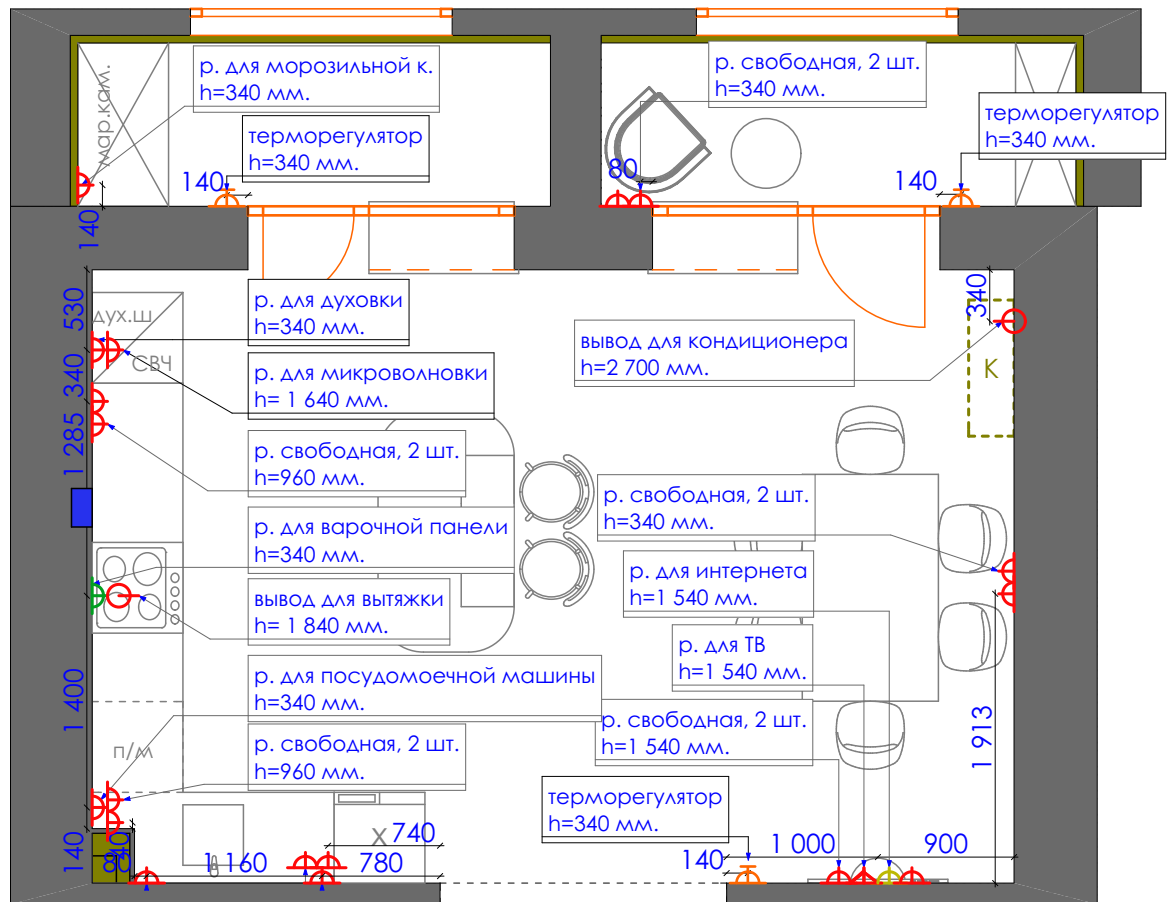 р. для морозильной к.
h=340 мм.
р. свободная, 2 шт.
h=340 мм.
мар.кам.
терморегулятор
h=340 мм.
терморегулятор
h=340 мм.
140
80
140
140
530
дух.ш
р. для духовки
h=340 мм.
340
вывод для кондиционера
h=2 700 мм.
К
340
СВЧ
р. для микроволновки
h= 1 640 мм.
1 285
р. свободная, 2 шт.
h=960 мм.
р. свободная, 2 шт.
h=340 мм.
р. для варочной панели
h=340 мм.
р. для интернета
h=1 540 мм.
вывод для вытяжки
h= 1 840 мм.
р. для ТВ
h=1 540 мм.
1 400
р. для посудомоечной машины
h=340 мм.
р. свободная, 2 шт.
h=1 540 мм.
1 913
п/м
р. свободная, 2 шт.
h=960 мм.
терморегулятор
h=340 мм.
Х
740
1 000
900
140
80
1 160
780
140